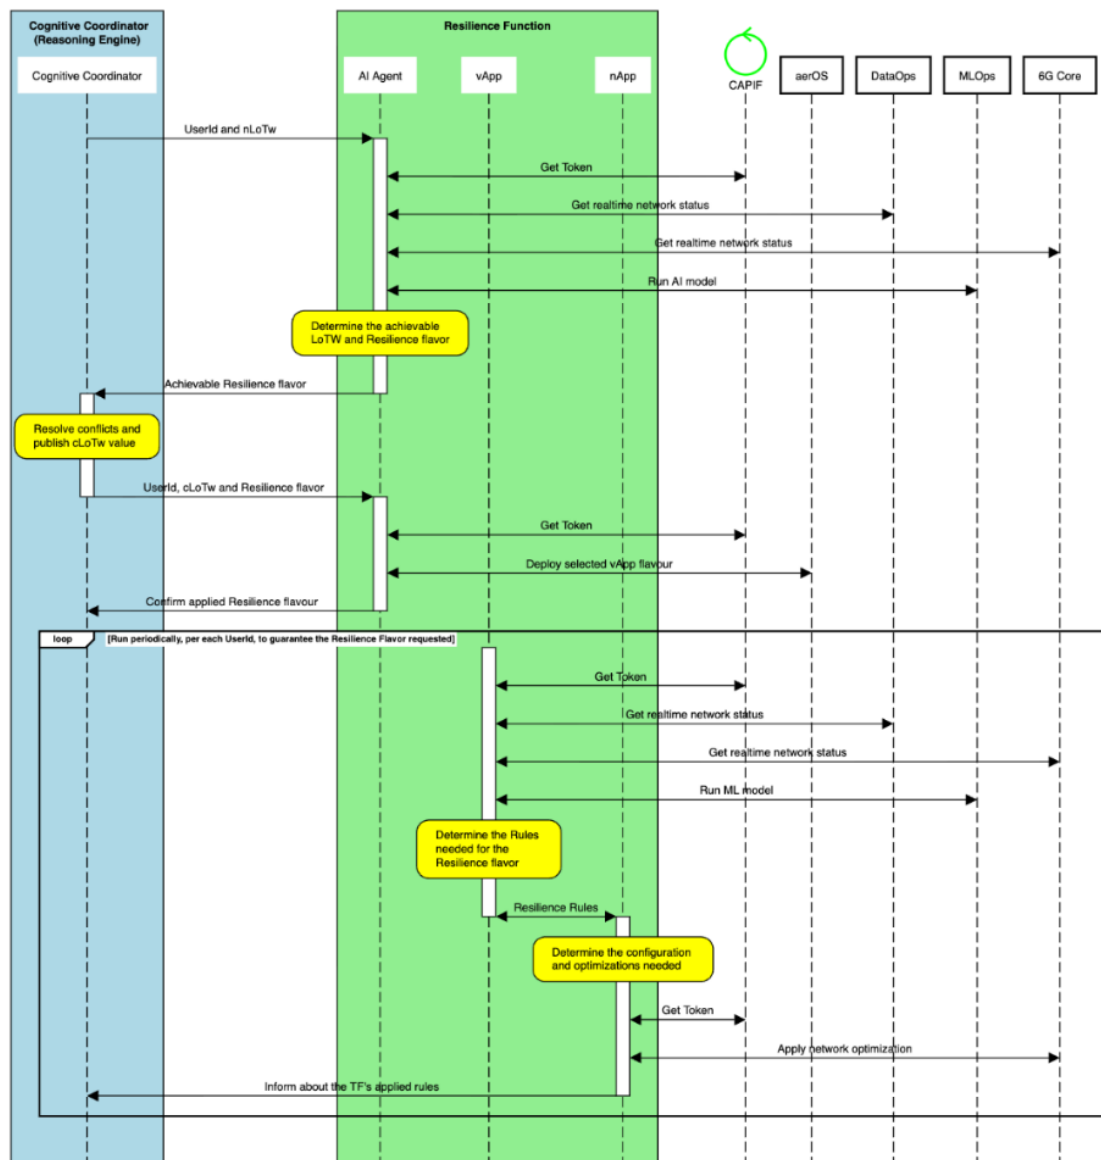 Cognitive Coordinator
(Reasoning Engine)
Resilience Function
Cognitive Coordinator
AI Agent
vApp
nApp
CAPIF
aerOS
DataOps
MLOps
6G Core
UserId and nLoTw
Get Token
Get realtime network status
Get realtime network status
Run AI model
Determine the achievable
LoTW and Resilience flavor
Achievable Resilience flavor
Resolve conflicts and
publish cLoTw value
UserId, cLoTw and Resilience flavor
Get Token
Deploy selected vApp flavour
Confirm applied Resilience flavour
loop
[Run periodically, per each UserId, to guarantee the Resilience Flavor requested]
Get Token
Get realtime network status
Get realtime network status
Run ML model
Determine the Rules
needed for the
Resilience flavor
Resilience Rules
Determine the configuration
and optimizations needed
Get Token
Apply network optimization
Inform about the TF's applied rules